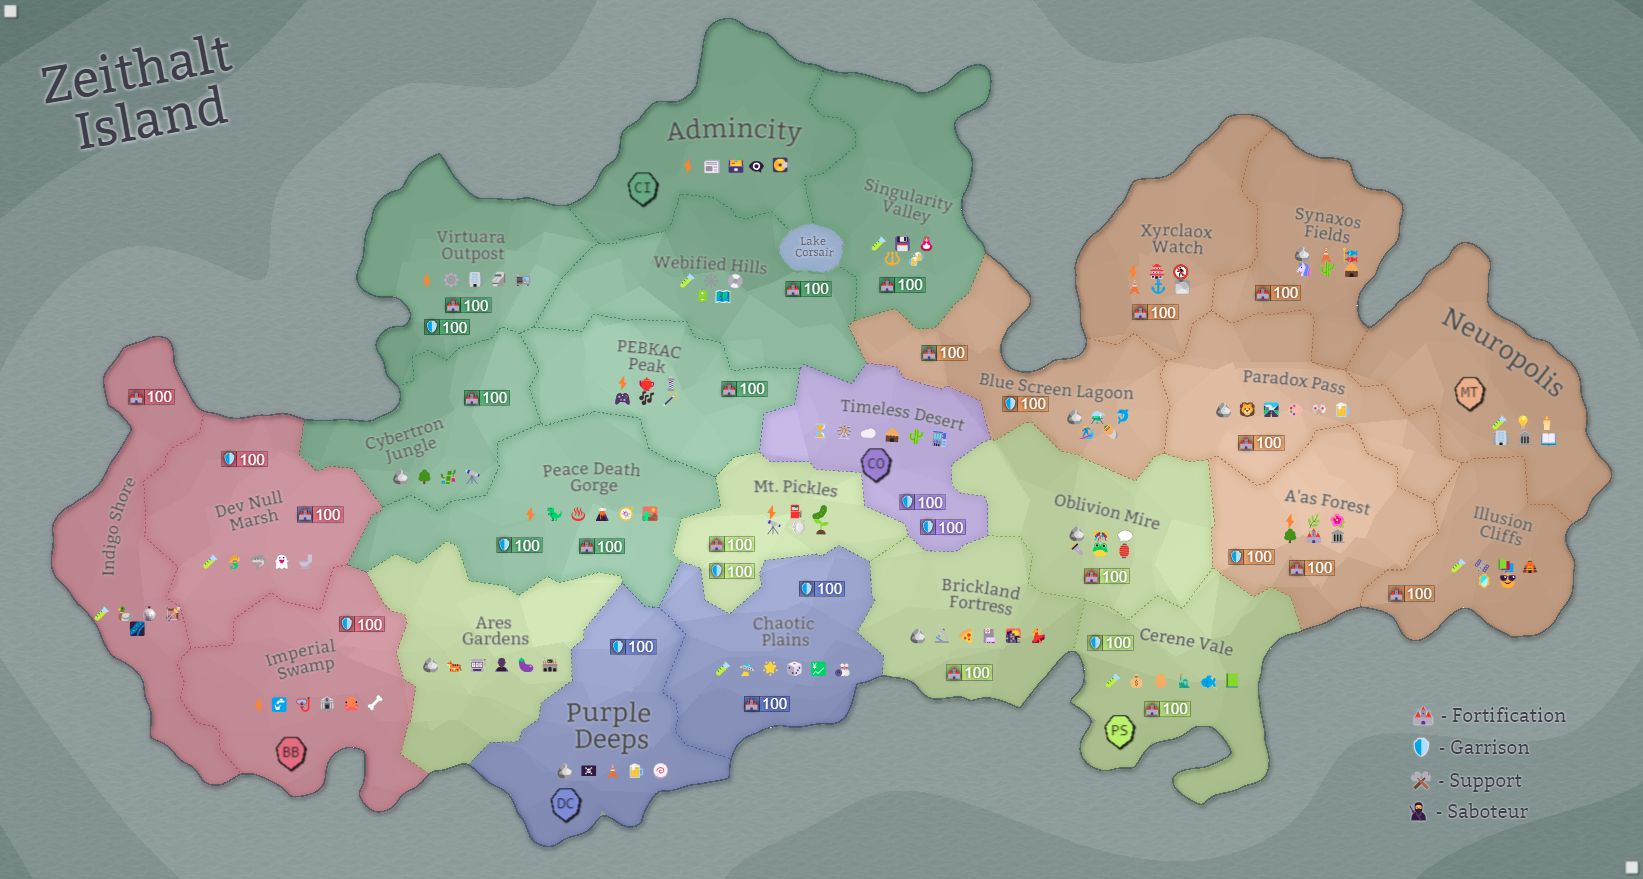 Zeithalt
Island
Admincity
CI
Singularity
Valley
100
Virtuara
Outpost
100
100
Webified Hills
100
Lake
Corsair
Xyrclaox
Watch
100
Synaxos
Fields
100
Neuropolis
MT
PEBKAC
Peak
100
100
Blue Screen Lagoon
100
Paradox Pass
100
100
Cybertron
Jungle
100
Timeless Desert
CO
100
100
Indigo Shore
100
Dev Null
Marsh
100
100
Peace Death
Gorge
100
100
Mt. Pickles
100
100
Oblivion Mire
100
A'as Forest
100
100
Illusion
Cliffs
100
Imperial
Swamp
100
BB
Ares
Gardens
100
Purple
Deeps
DC
Chaotic
Plains
100
100
Brickland
Fortress
100
Cerene Vale
100
100
PS
- Fortification
- Garrison
- Support
- Saboteur